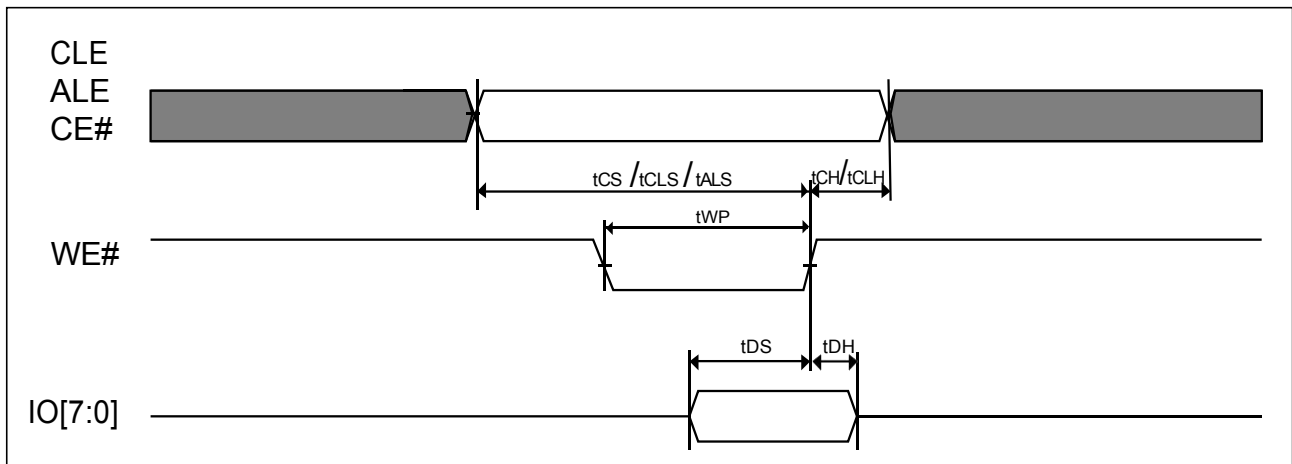 CLE
ALE
CE#
tCS /tCLS / tALS
tCH/tCLH
tWP
WE#
tDS
tDH
IO[7:0]